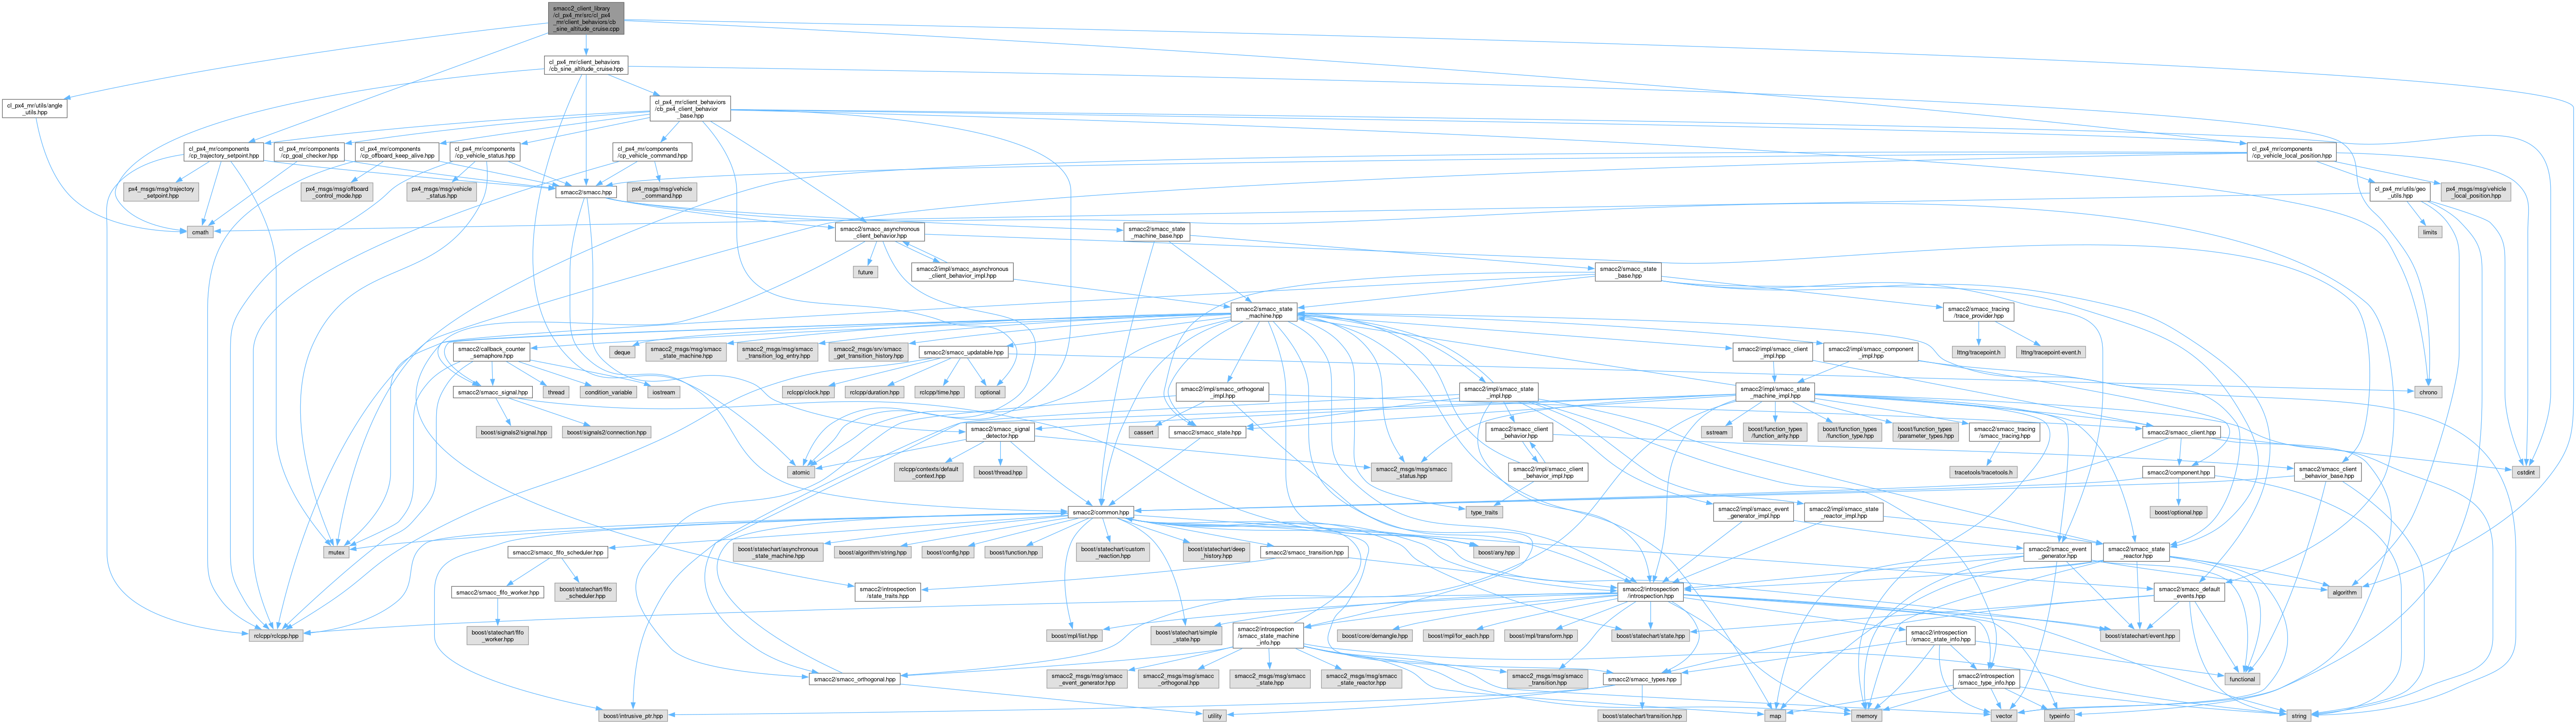 smacc2_client_library
/cl_px4_mr/src/cl_px4
_mr/client_behaviors/cb
_sine_altitude_cruise.cpp
cl_px4_mr/client_behaviors
/cb_sine_altitude_cruise.hpp
cl_px4_mr/utils/angle
_utils.hpp
cl_px4_mr/client_behaviors
/cb_px4_client_behavior
_base.hpp
cl_px4_mr/components
/cp_trajectory_setpoint.hpp
cl_px4_mr/components
/cp_goal_checker.hpp
cl_px4_mr/components
/cp_offboard_keep_alive.hpp
cl_px4_mr/components
/cp_vehicle_status.hpp
cl_px4_mr/components
/cp_vehicle_command.hpp
cl_px4_mr/components
/cp_vehicle_local_position.hpp
px4_msgs/msg/trajectory
_setpoint.hpp
px4_msgs/msg/offboard
_control_mode.hpp
px4_msgs/msg/vehicle
_status.hpp
smacc2/smacc.hpp
px4_msgs/msg/vehicle
_command.hpp
cl_px4_mr/utils/geo
_utils.hpp
px4_msgs/msg/vehicle
_local_position.hpp
cmath
smacc2/smacc_asynchronous
_client_behavior.hpp
smacc2/smacc_state
_machine_base.hpp
limits
future
smacc2/impl/smacc_asynchronous
_client_behavior_impl.hpp
smacc2/smacc_state
_base.hpp
smacc2/smacc_state
_machine.hpp
smacc2/smacc_tracing
/trace_provider.hpp
smacc2/callback_counter
_semaphore.hpp
deque
smacc2_msgs/msg/smacc
_state_machine.hpp
smacc2_msgs/msg/smacc
_transition_log_entry.hpp
smacc2_msgs/srv/smacc
_get_transition_history.hpp
smacc2/smacc_updatable.hpp
smacc2/impl/smacc_client
_impl.hpp
smacc2/impl/smacc_component
_impl.hpp
lttng/tracepoint.h
lttng/tracepoint-event.h
smacc2/smacc_signal.hpp
thread
condition_variable
iostream
rclcpp/clock.hpp
rclcpp/duration.hpp
rclcpp/time.hpp
optional
smacc2/impl/smacc_orthogonal
_impl.hpp
smacc2/impl/smacc_state
_impl.hpp
smacc2/impl/smacc_state
_machine_impl.hpp
chrono
boost/signals2/signal.hpp
boost/signals2/connection.hpp
smacc2/smacc_signal
_detector.hpp
cassert
smacc2/smacc_state.hpp
smacc2/smacc_client
_behavior.hpp
sstream
boost/function_types
/function_arity.hpp
boost/function_types
/function_type.hpp
boost/function_types
/parameter_types.hpp
smacc2/smacc_tracing
/smacc_tracing.hpp
smacc2/smacc_client.hpp
atomic
rclcpp/contexts/default
_context.hpp
boost/thread.hpp
smacc2_msgs/msg/smacc
_status.hpp
smacc2/impl/smacc_client
_behavior_impl.hpp
tracetools/tracetools.h
smacc2/component.hpp
smacc2/smacc_client
_behavior_base.hpp
cstdint
smacc2/common.hpp
type_traits
smacc2/impl/smacc_event
_generator_impl.hpp
smacc2/impl/smacc_state
_reactor_impl.hpp
boost/optional.hpp
mutex
smacc2/smacc_fifo_scheduler.hpp
boost/statechart/asynchronous
_state_machine.hpp
boost/algorithm/string.hpp
boost/config.hpp
boost/function.hpp
boost/statechart/custom
_reaction.hpp
boost/statechart/deep
_history.hpp
smacc2/smacc_transition.hpp
boost/any.hpp
smacc2/smacc_event
_generator.hpp
smacc2/smacc_state
_reactor.hpp
smacc2/smacc_fifo_worker.hpp
boost/statechart/fifo
_scheduler.hpp
smacc2/introspection
/state_traits.hpp
smacc2/introspection
/introspection.hpp
smacc2/smacc_default
_events.hpp
algorithm
rclcpp/rclcpp.hpp
boost/statechart/fifo
_worker.hpp
boost/mpl/list.hpp
boost/statechart/simple
_state.hpp
smacc2/introspection
/smacc_state_machine
_info.hpp
boost/core/demangle.hpp
boost/mpl/for_each.hpp
boost/mpl/transform.hpp
boost/statechart/state.hpp
smacc2/introspection
/smacc_state_info.hpp
boost/statechart/event.hpp
smacc2/smacc_orthogonal.hpp
smacc2_msgs/msg/smacc
_event_generator.hpp
smacc2_msgs/msg/smacc
_orthogonal.hpp
smacc2_msgs/msg/smacc
_state.hpp
smacc2_msgs/msg/smacc
_state_reactor.hpp
smacc2_msgs/msg/smacc
_transition.hpp
smacc2/smacc_types.hpp
smacc2/introspection
/smacc_type_info.hpp
functional
boost/intrusive_ptr.hpp
utility
boost/statechart/transition.hpp
map
memory
vector
typeinfo
string